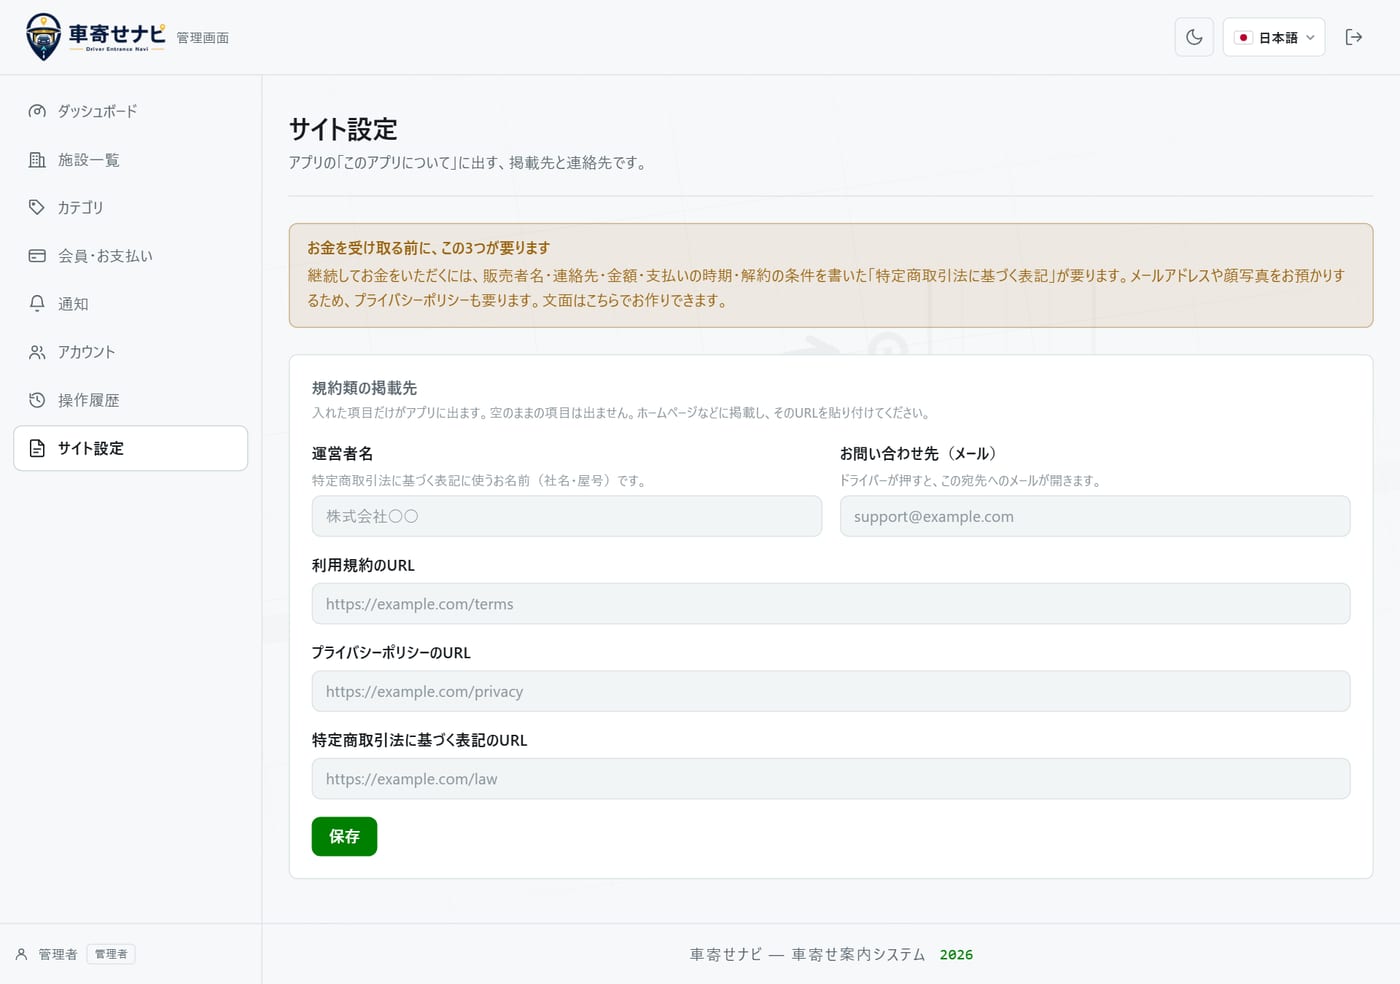 車寄せナビ
Driver Entrance Navi
管理画面
日本語
ダッシュボード
施設一覧
カテゴリ
会員・お支払い
通知
アカウント
操作履歴
サイト設定
サイト設定
アプリの「このアプリについて」に出す、掲載先と連絡先です。
お金を受け取る前に、この3つが要ります
継続してお金をいただくには、販売者名・連絡先・金額・支払いの時期・解約の条件を書いた「特定商取引法に基づく表記」が要ります。メールアドレスや顔写真をお預かりす
るため、プライバシーポリシーも要ります。文面はこちらでお作りできます。
規約類の掲載先
入れた項目だけがアプリに出ます。空のままの項目は出ません。ホームページなどに掲載し、そのURLを貼り付けてください。
運営者名
特定商取引法に基づく表記に使うお名前（社名・屋号）です。
株式会社〇〇
お問い合わせ先（メール）
ドライバーが押すと、この宛先へのメールが開きます。
support@example.com
利用規約のURL
https://example.com/terms
プライバシーポリシーのURL
https://example.com/privacy
特定商取引法に基づく表記のURL
https://example.com/law
保存
管理者 管理者
車寄せナビ — 車寄せ案内システム 2026